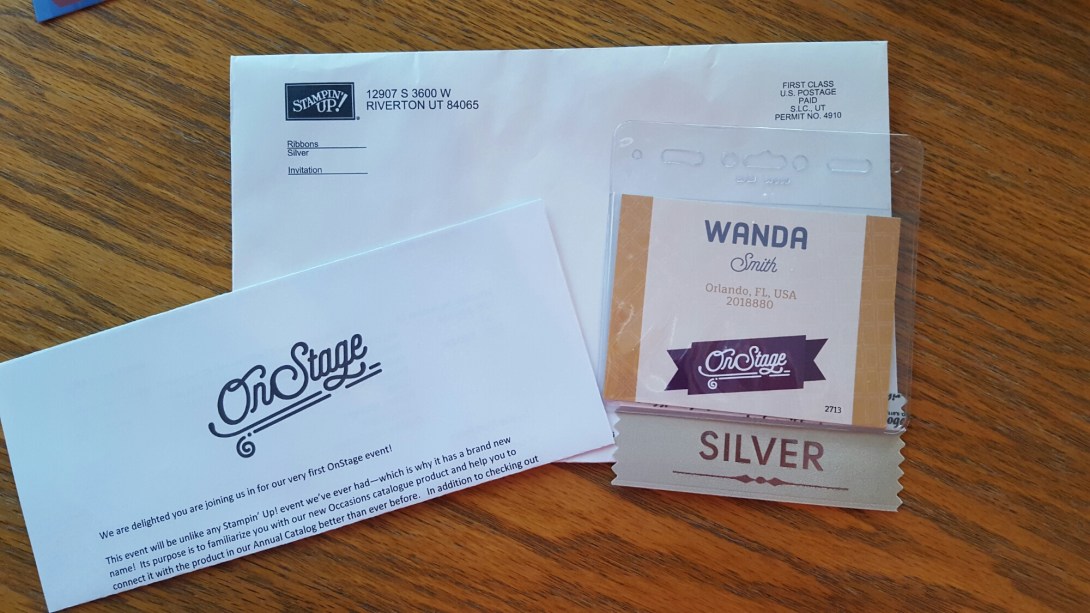 STAMPIN' UP!
12907 S 3600 W
RIVERTON UT 84065
FIRST CLASS
U.S. POSTAGE
PAID
S.LC., UT
PERMIT NO. 4910
Ribbons
Silver
Invitation
WANDA
Smith
Orlando, FL, USA
2018880
OnStage
2713
SILVER
OnStage
We are delighted you are joining us in for our very first OnStage event!
This event will be unlike any Stampin' Up! event we've ever had—which is why it has a brand new
name! Its purpose is to familiarize you with our new Occasions catalogue product and help you to
connect it with the product in our Annual Catalog better than ever before. In addition to checking out